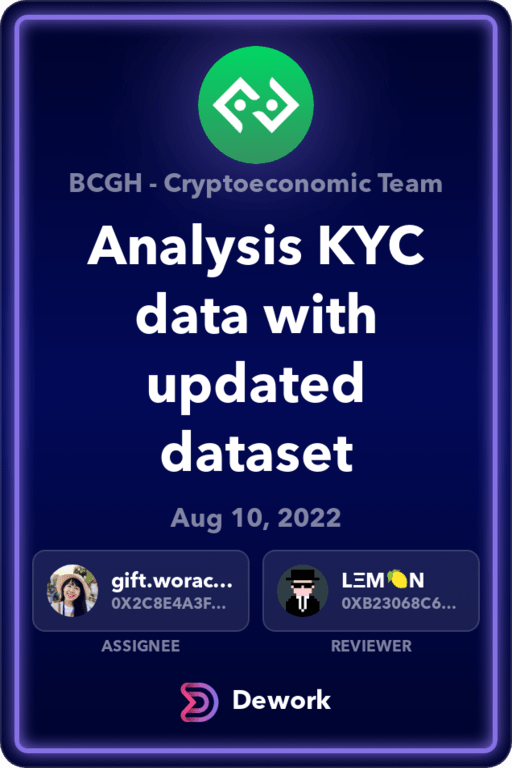 BCGH - Cryptoeconomic Team
Analysis KYC
data with
updated
dataset
Aug 10, 2022
gift.worac...
0X2C8E4A3F...
ASSIGNEE
LΞM🍋N
0XB23068C6...
REVIEWER
Dework